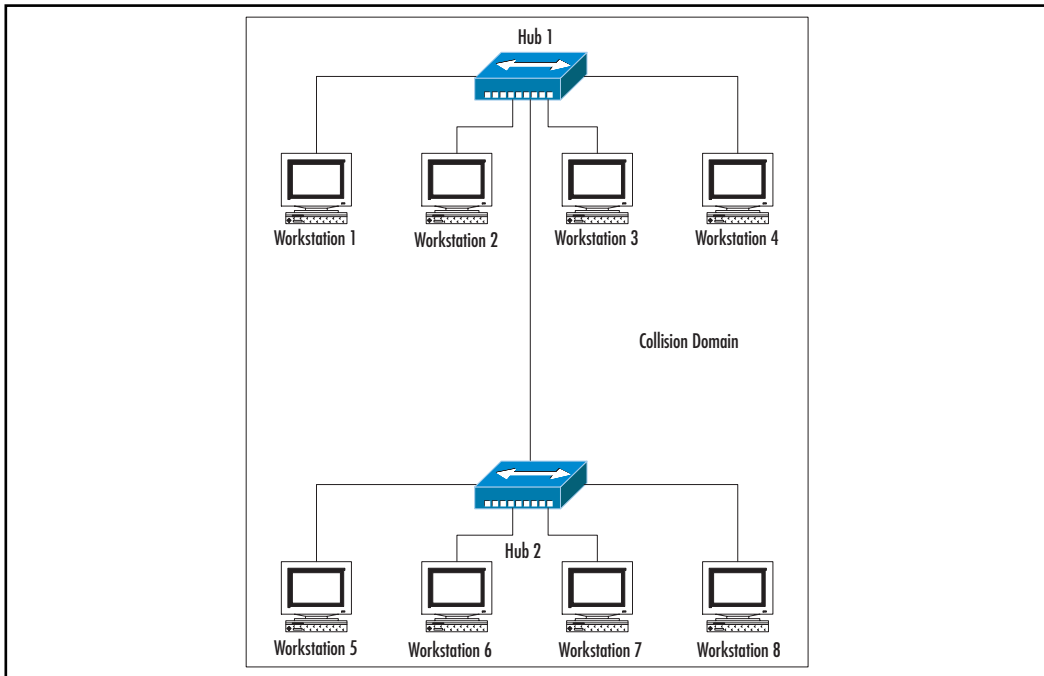 Hub 1
Workstation 1
Workstation 2
Workstation 3
Workstation 4
Collision Domain
Hub 2
Workstation 5
Workstation 6
Workstation 7
Workstation 8